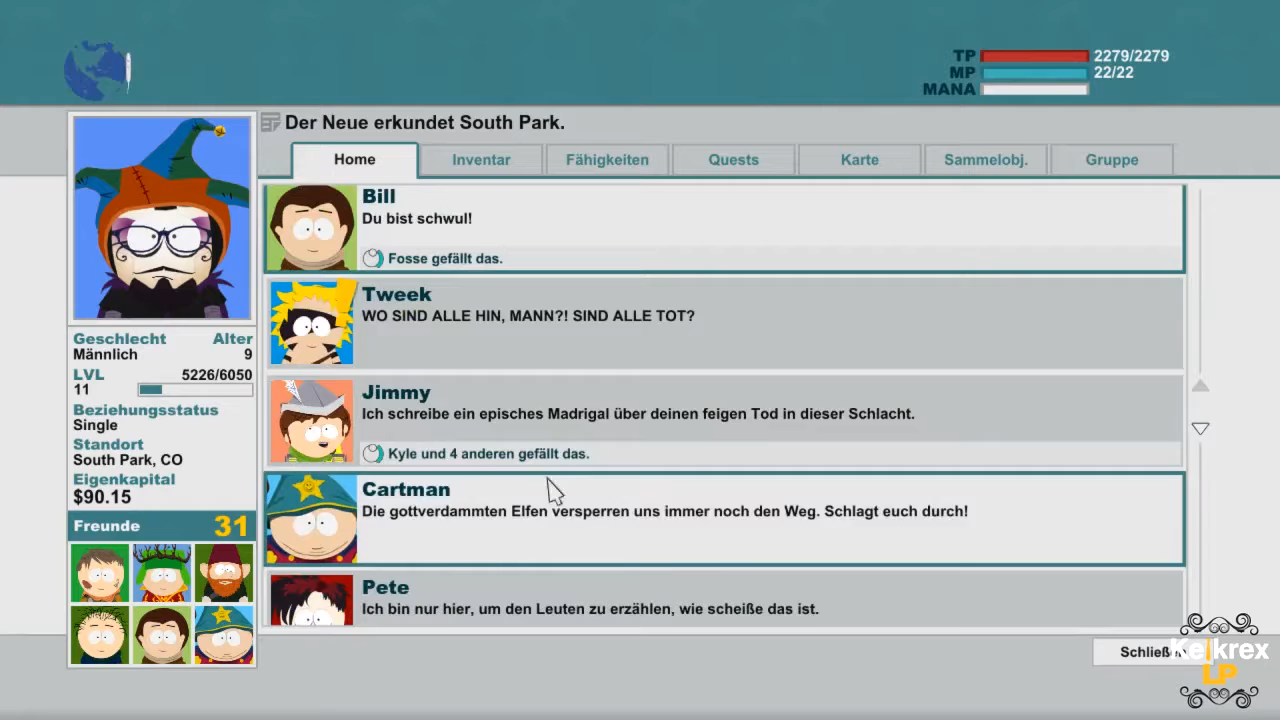 TP 2279/2279
MP 22/22
MANA
Der Neue erkundet South Park.
Home Inventar Fähigkeiten Quests Karte Sammelobj. Gruppe
Bill
Du bist schwul!
Fosse gefällt das.
Tweek
WO SIND ALLE HIN, MANN?! SIND ALLE TOT?
Jimmy
Ich schreibe ein episches Madrigal über deinen feigen Tod in dieser Schlacht.
Kyle und 4 anderen gefällt das.
Cartman
Die gottverdammten Elfen versperren uns immer noch den Weg. Schlagt euch durch!
Pete
Ich bin nur hier, um den Leuten zu erzählen, wie scheiße das ist.
Geschlecht Alter
Männlich 9
LVL 5226/6050
11
Beziehungsstatus
Single
Standort
South Park, CO
Eigenkapital
$90.15
Freunde 31
LP